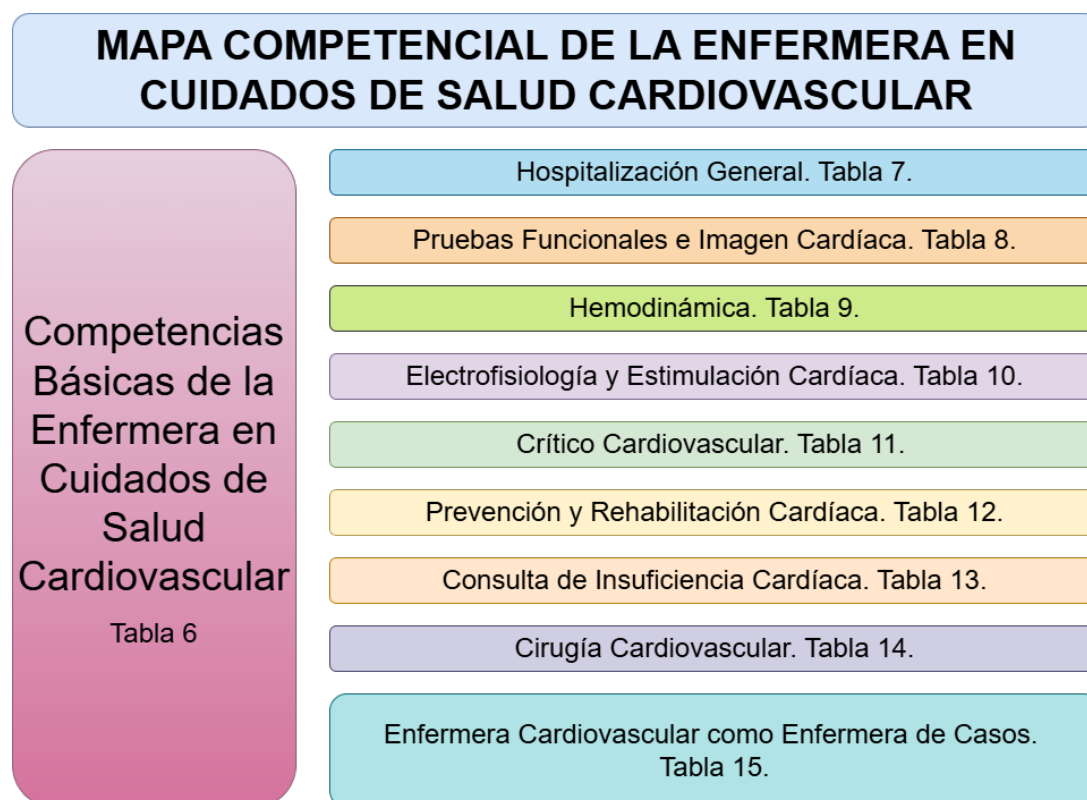 MAPA COMPETENCIAL DE LA ENFERMERA EN
CUIDADOS DE SALUD CARDIOVASCULAR
Competencias
Básicas de la
Enfermera en
Cuidados de
Salud
Cardiovascular
Tabla 6
Hospitalización General. Tabla 7.
Pruebas Funcionales e Imagen Cardíaca. Tabla 8.
Hemodinámica. Tabla 9.
Electrofisiología y Estimulación Cardíaca. Tabla 10.
Crítico Cardiovascular. Tabla 11.
Prevención y Rehabilitación Cardíaca. Tabla 12.
Consulta de Insuficiencia Cardíaca. Tabla 13.
Cirugía Cardiovascular. Tabla 14.
Enfermera Cardiovascular como Enfermera de Casos.
Tabla 15.